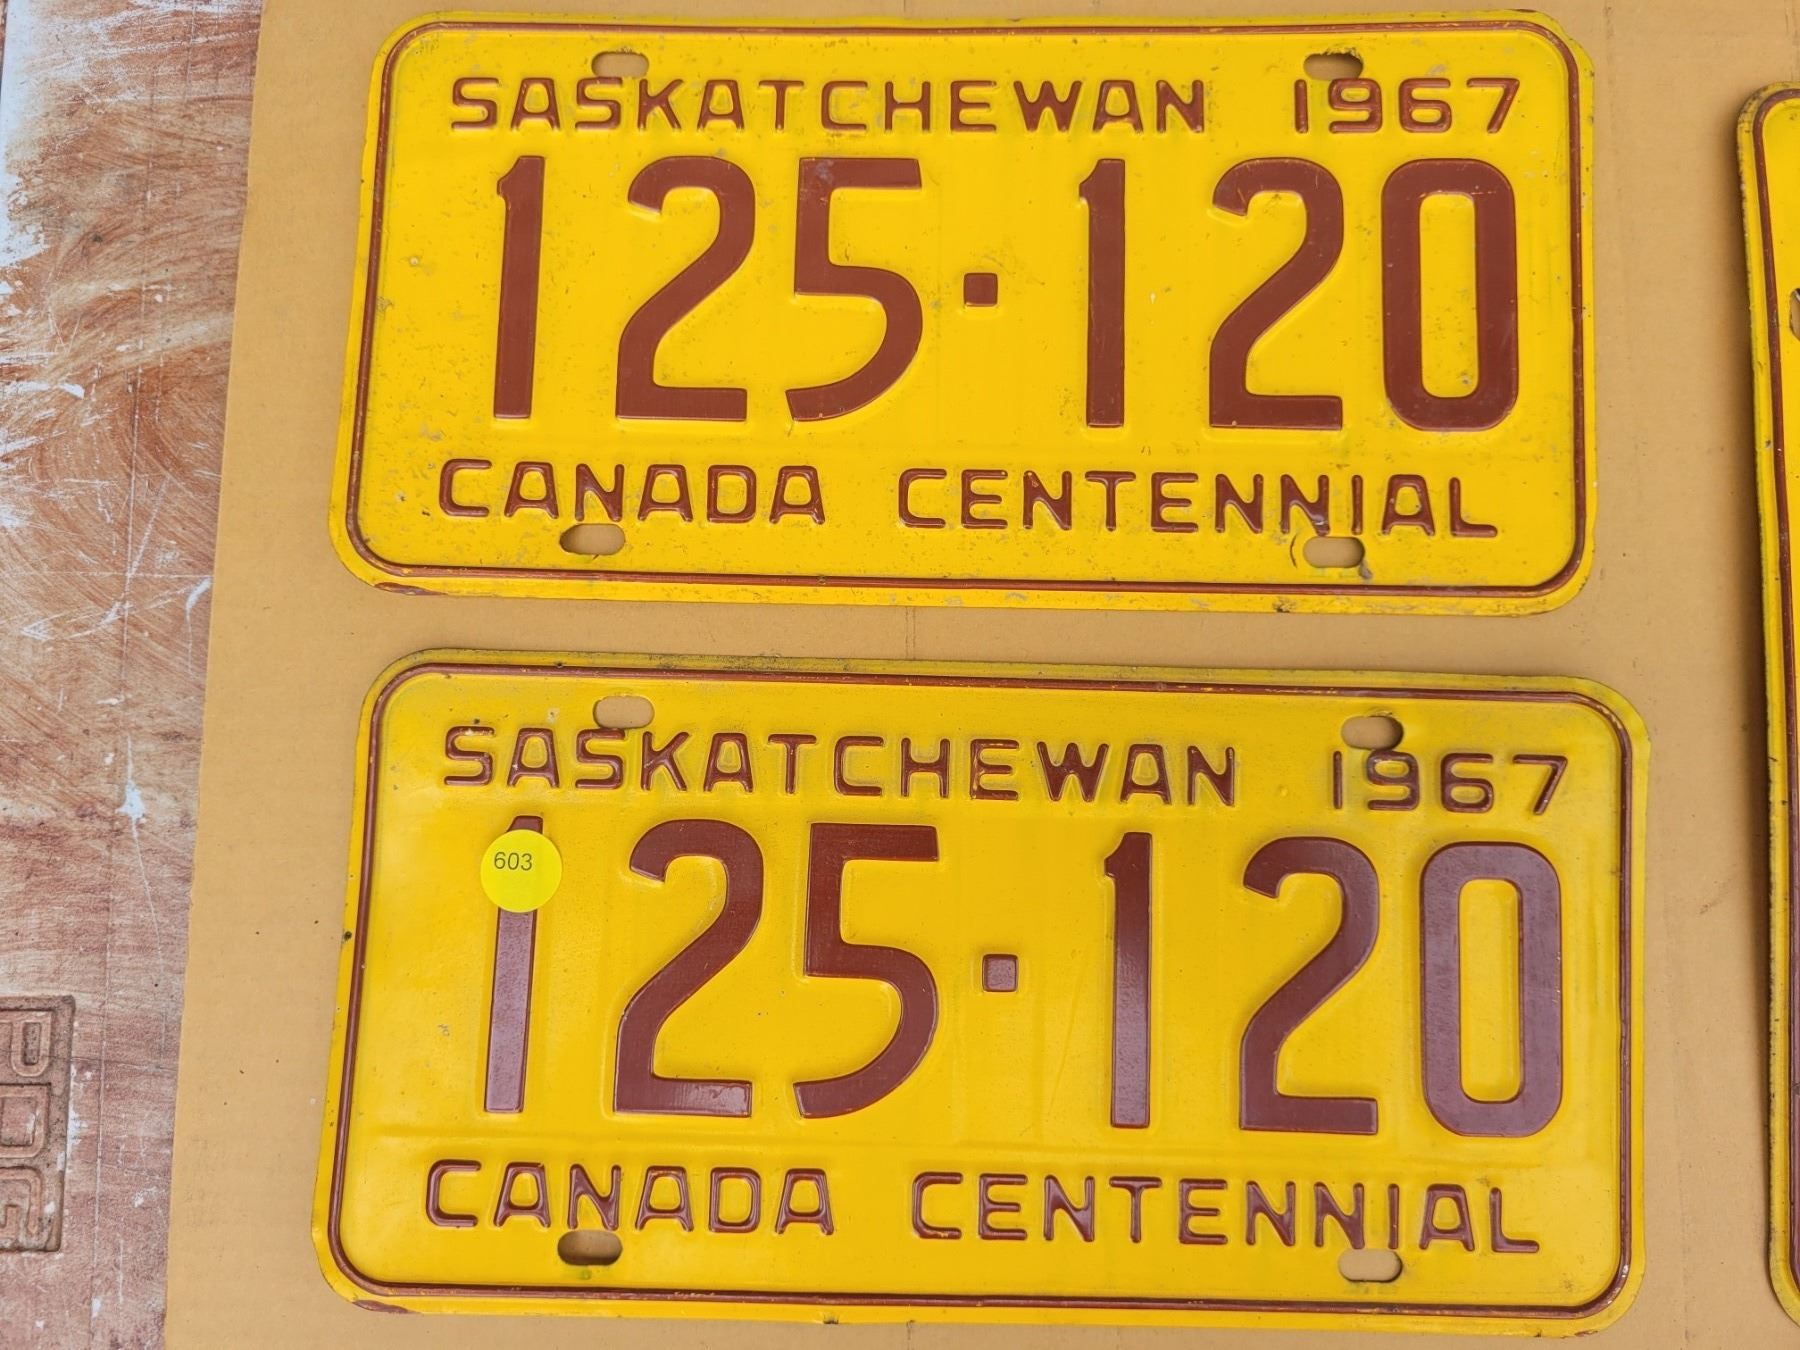 SASKATCHEWAN 1967
125·120
CANADA CENTENNIAL
SASKATCHEWAN 1967
603
125·120
CANADA CENTENNIAL